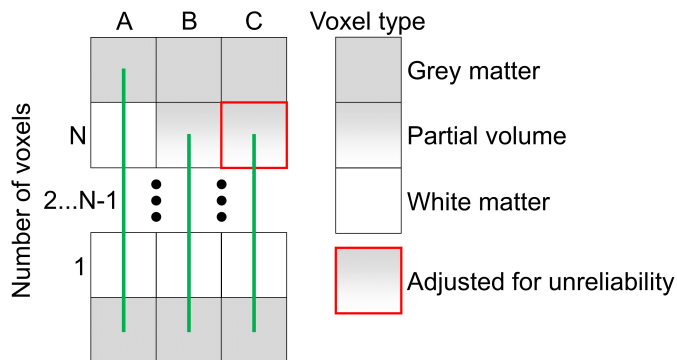 A B C
Voxel type
Grey matter
N
Partial volume
2...N-1
White matter
1
Adjusted for unreliability
Number of voxels